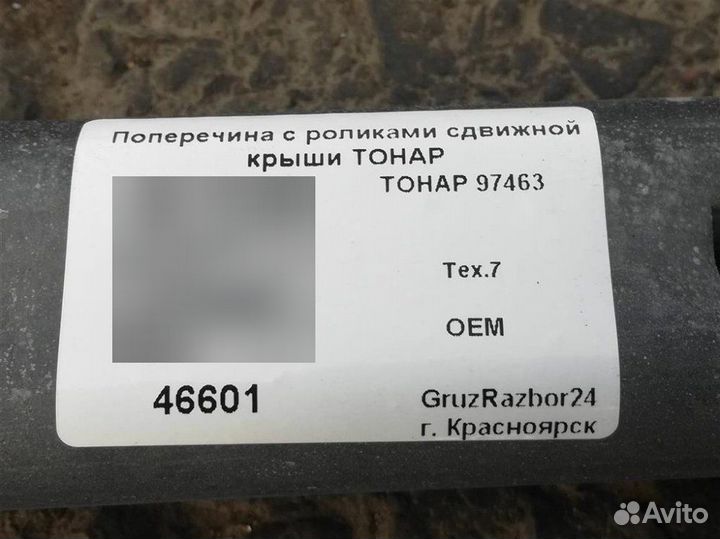 Поперечина с роликами сдвижной
крыши ТОНАР
ТОНАР 97463
Тех.7
OEM
46601
GruzRazbor24
г. Красноярск
Avito